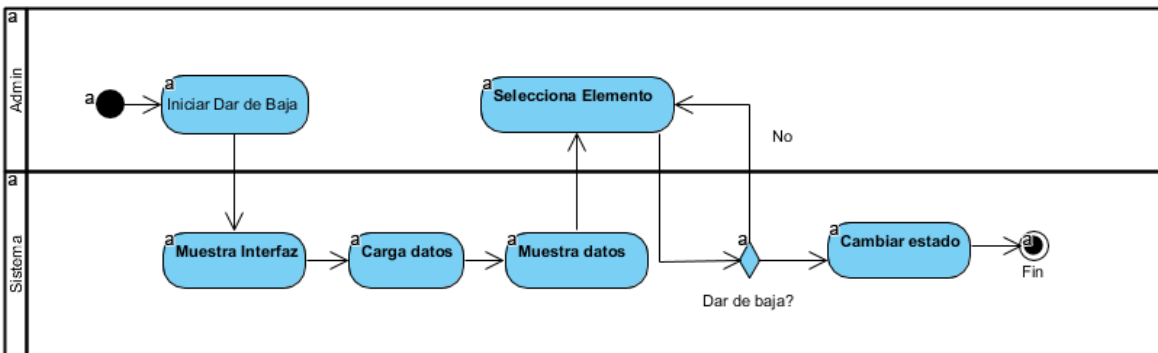 a
Admin
a
a
Iniciar Dar de Baja
a
Selecciona Elemento
No
a
Sistema
a
Muestra Interfaz
a
Carga datos
a
Muestra datos
a
Dar de baja?
a
Cambiar estado
a
Fin